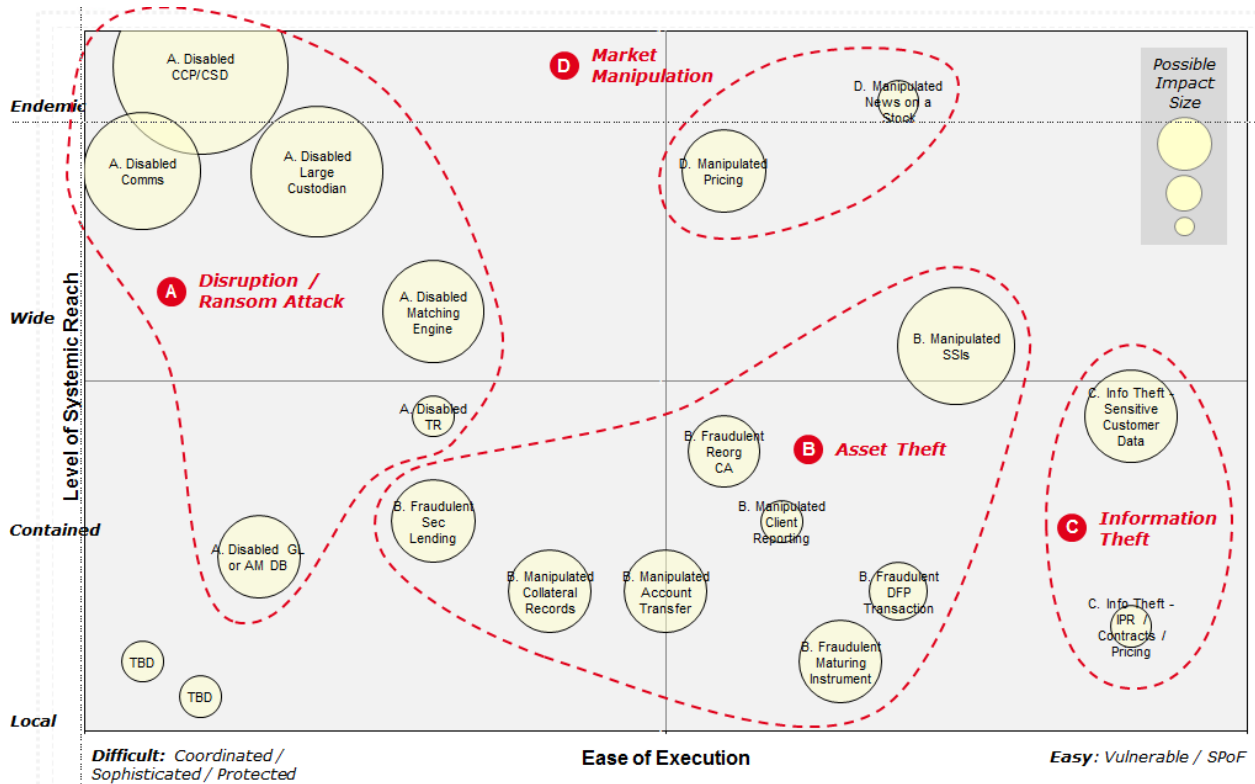 A. Disabled
CCP/CSD
D
Market
Manipulation
Possible
Impact
Size
Endemic
D. Manipulated
News on a
Stock
A. Disabled
Comms
A. Disabled
Large
Custodian
D. Manipulated
Pricing
A
Disruption /
Ransom Attack
Wide
Level of Systemic Reach
A. Disabled
Matching
Engine
B. Manipulated
SSIs
A. Disabled
TR
C. Info Theft -
Sensitive
Customer
Data
B. Fraudulent
Reorg
CA
B
Asset Theft
Contained
B. Fraudulent
Sec
Lending
B. Manipulated
Client
Reporting
C
Information
Theft
A. Disabled GL
or AM DB
B. Manipulated
Collateral
Records
B. Manipulated
Account
Transfer
B. Fraudulent
DFP
Transaction
C. Info Theft -
IPR /
Contracts /
Pricing
B. Fraudulent
Maturing
Instrument
TBD
TBD
Local
Difficult: Coordinated /
Sophisticated / Protected
Ease of Execution
Easy: Vulnerable / SPoF